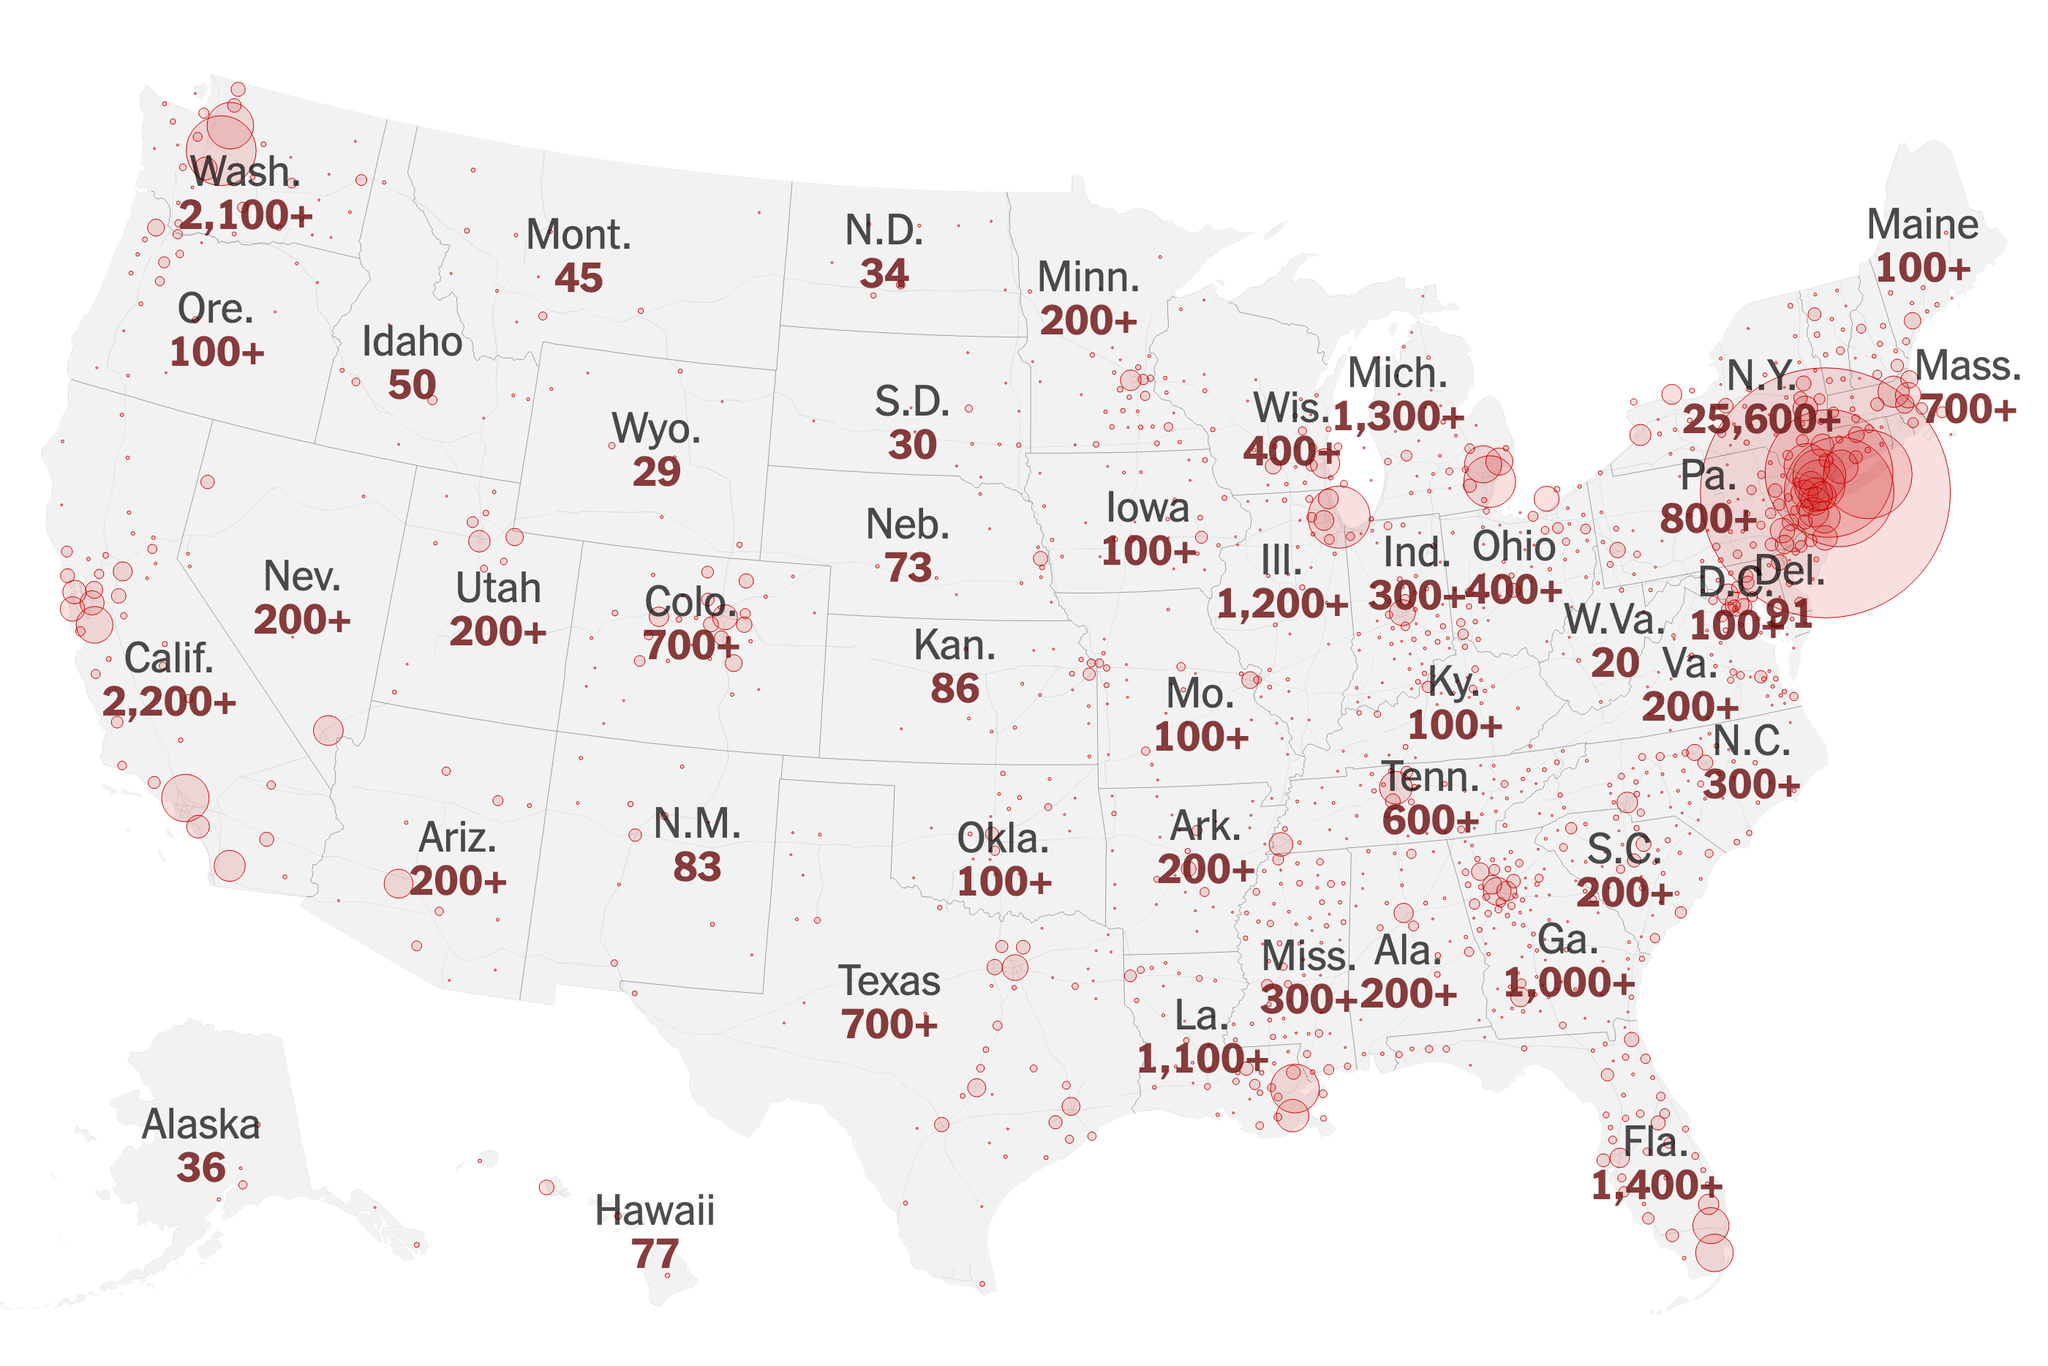 Wash.
2,100+
Mont.
45
N.D.
34
Minn.
200+
Maine
100+
Ore.
100+
Idaho
50
Wyo.
29
S.D.
30
Wis.
400+
Mich.
1,300+
N.Y.
25,600+
Mass.
700+
Pa.
800+
Neb.
73
Iowa
100+
Ill.
1,200+
Ind.
300+
Ohio
400+
D.C.
100+
Del.
91
Nev.
200+
Utah
200+
Colo.
700+
Kan.
86
Mo.
100+
Ky.
100+
W.Va.
20
Va.
200+
Calif.
2,200+
N.C.
300+
Tenn.
600+
Ariz.
200+
N.M.
83
Okla.
100+
Ark.
200+
S.C.
200+
Texas
700+
La.
1,100+
Miss.
300+
Ala.
200+
Ga.
1,000+
Alaska
36
Hawaii
77
Fla.
1,400+